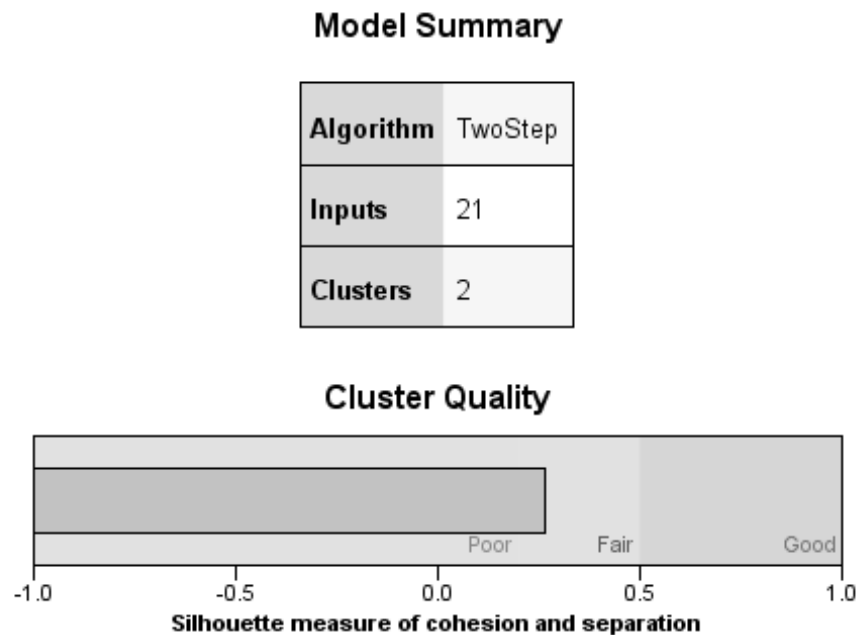 Model Summary
Algorithm TwoStep
Inputs 21
Clusters 2
Cluster Quality
Poor Fair Good
-1.0 -0.5 0.0 0.5 1.0
Silhouette measure of cohesion and separation